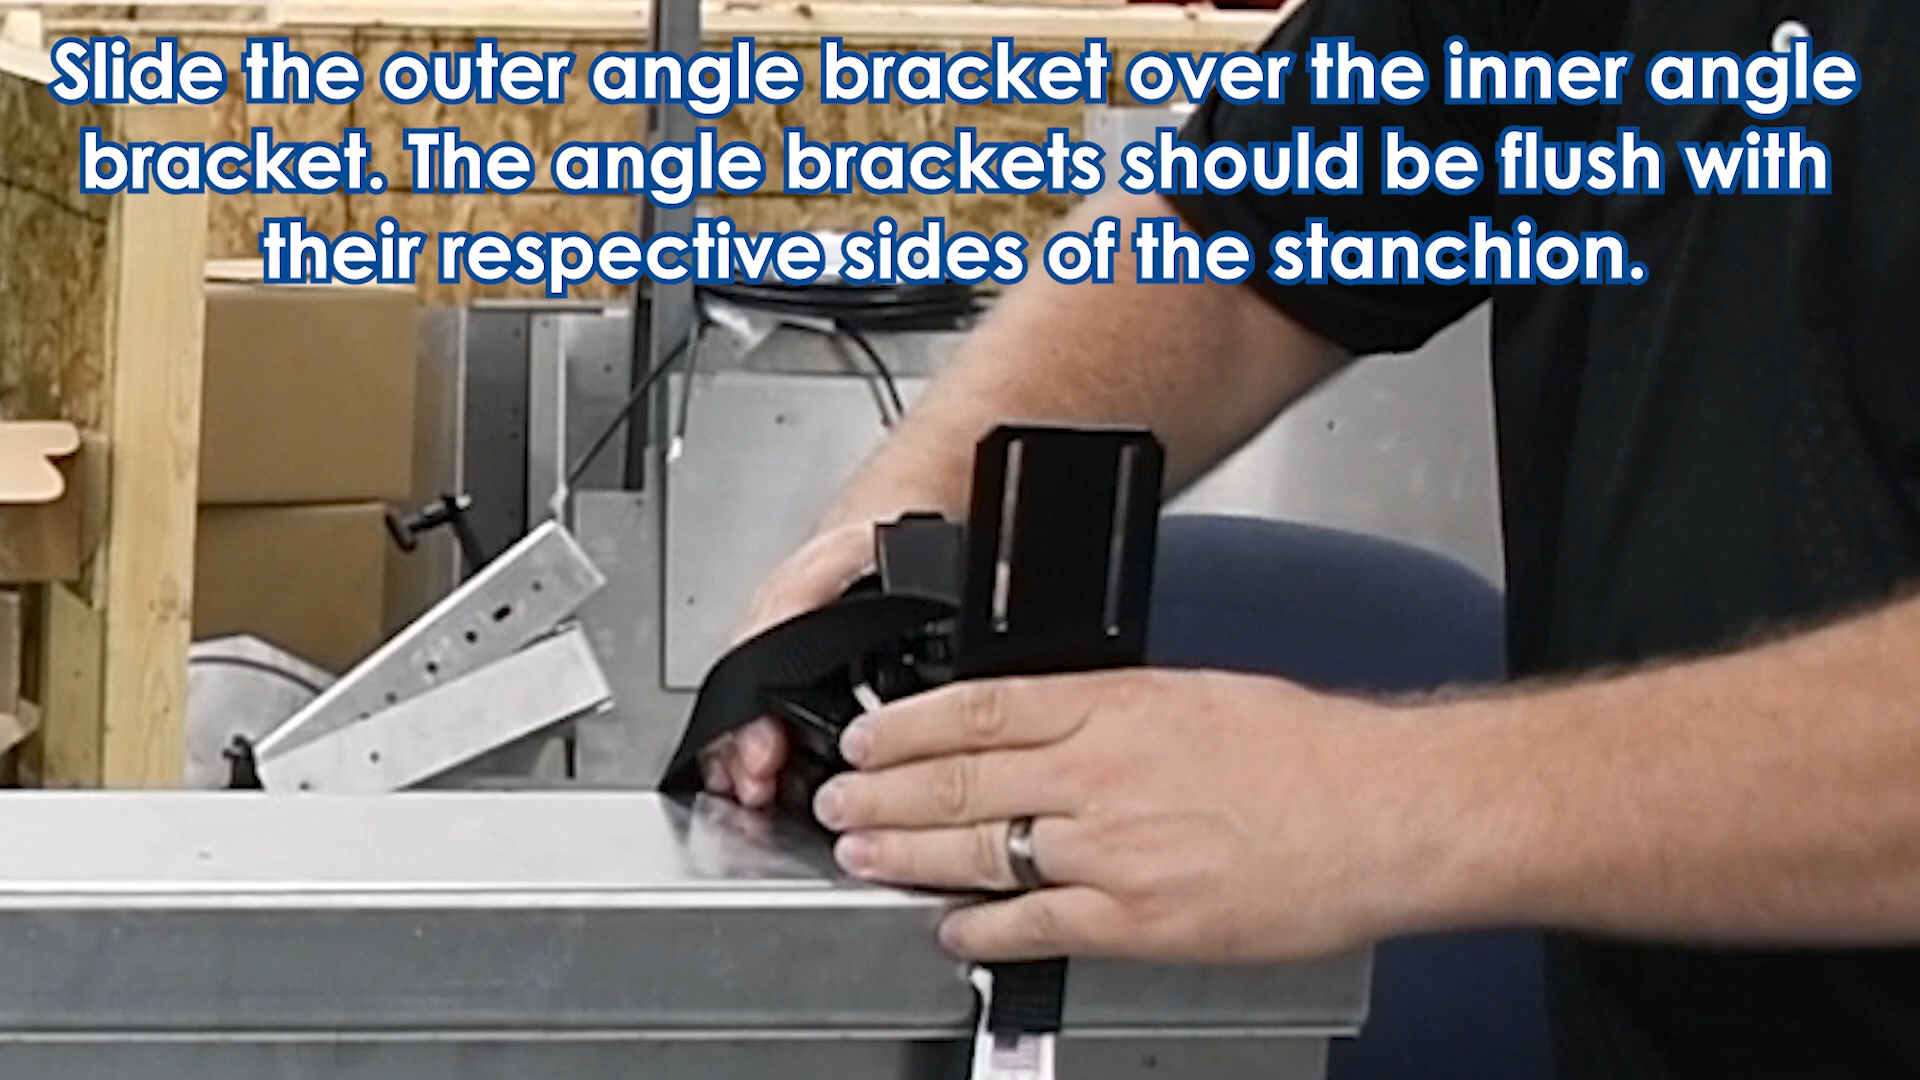 Slide the outer angle bracket over the inner angle
bracket. The angle brackets should be flush with
their respective sides of the stanchion.